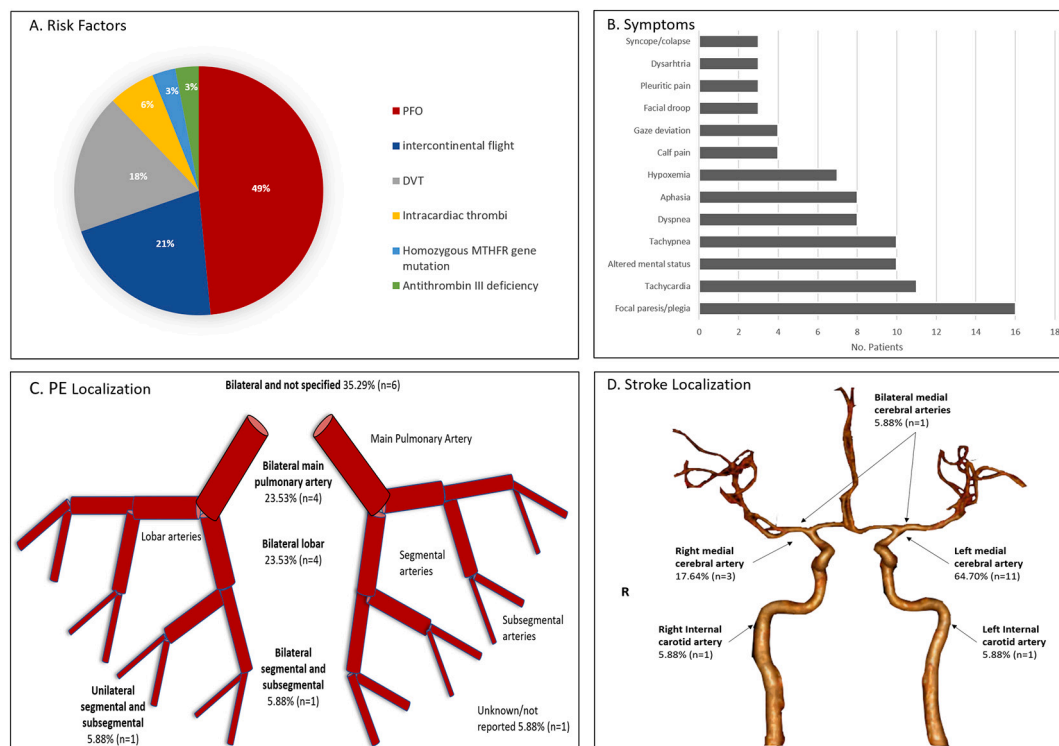 A. Risk Factors
3%
3%
6%
18%
49%
21%
PFO
intercontinental flight
DVT
Intracardiac thrombi
Homozygous MTHFR gene
mutation
Antithrombin III deficiency
B. Symptoms
Syncope/colapse
Dysarhtria
Pleuritic pain
Facial droop
Gaze deviation
Calf pain
Hypoxemia
Aphasia
Dyspnea
Tachypnea
Altered mental status
Tachycardia
Focal paresis/plegia
0 2 4 6 8 10 12 14 16 18
No. Patients
C. PE Localization
Bilateral and not specified 35.29% (n=6)
Main Pulmonary Artery
Bilateral main
pulmonary artery
23.53% (n=4)
Lobar arteries
Bilateral lobar
23.53% (n=4)
Segmental
arteries
Subsegmental
arteries
Bilateral
segmental and
subsegmental
5.88% (n=1)
Unilateral
segmental and
subsegmental
5.88% (n=1)
Unknown/not
reported 5.88% (n=1)
D. Stroke Localization
Bilateral medial
cerebral arteries
5.88% (n=1)
Right medial
cerebral artery
17.64% (n=3)
Left medial
cerebral artery
64.70% (n=11)
R
Right Internal
carotid artery
5.88% (n=1)
Left Internal
carotid artery
5.88% (n=1)